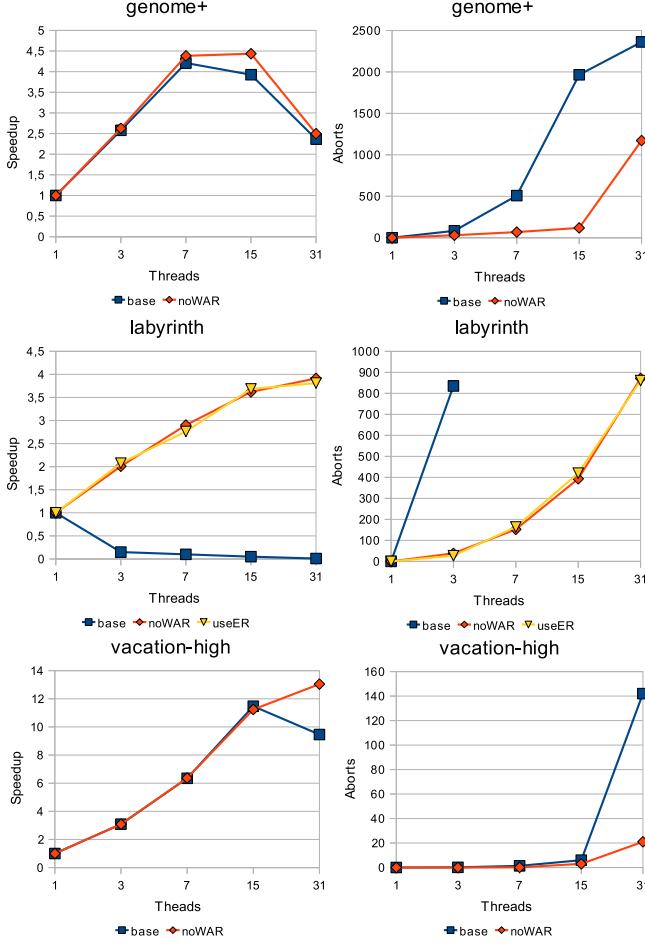 genome+
5
4,5
4
3,5
3
2,5
2
1,5
1
0,5
0
Speedup
1 3 7 15 31
Threads
base noWAR
genome+
2500
2000
1500
1000
500
0
Aborts
1 3 7 15 31
Threads
base noWAR
labyrinth
4,5
4
3,5
3
2,5
2
1,5
1
0,5
0
Speedup
1 3 7 15 31
Threads
base noWAR useER
labyrinth
1000
900
800
700
600
500
400
300
200
100
0
Aborts
1 3 7 15 31
Threads
base noWAR useER
vacation-high
14
12
10
8
6
4
2
0
Speedup
1 3 7 15 31
Theads
base noWAR
vacation-high
160
140
120
100
80
60
40
20
0
Aborts
1 3 7 15 31
Threads
base noWAR